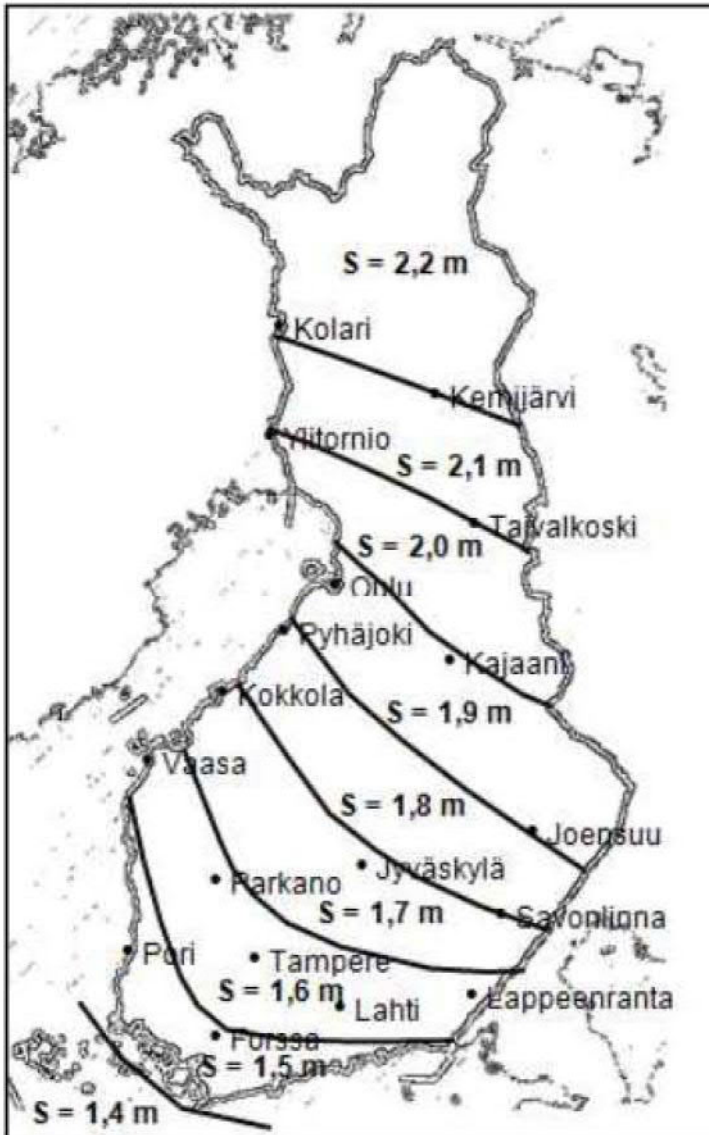 S = 2,2 m
Kolari
Kemijärvi
Ylitornio
S = 2,1 m
Taivalkoski
S = 2,0 m
Oulu
Pyhäjoki
Kajaani
Kokkola
S = 1,9 m
Vaasa
S = 1,8 m
Joensuu
Jyväskylä
Parkano
S = 1,7 m
Savonlinna
Pori
Tampere
S = 1,6 m
Lahti
Lappeenranta
Forssa
S = 1,5 m
S = 1,4 m